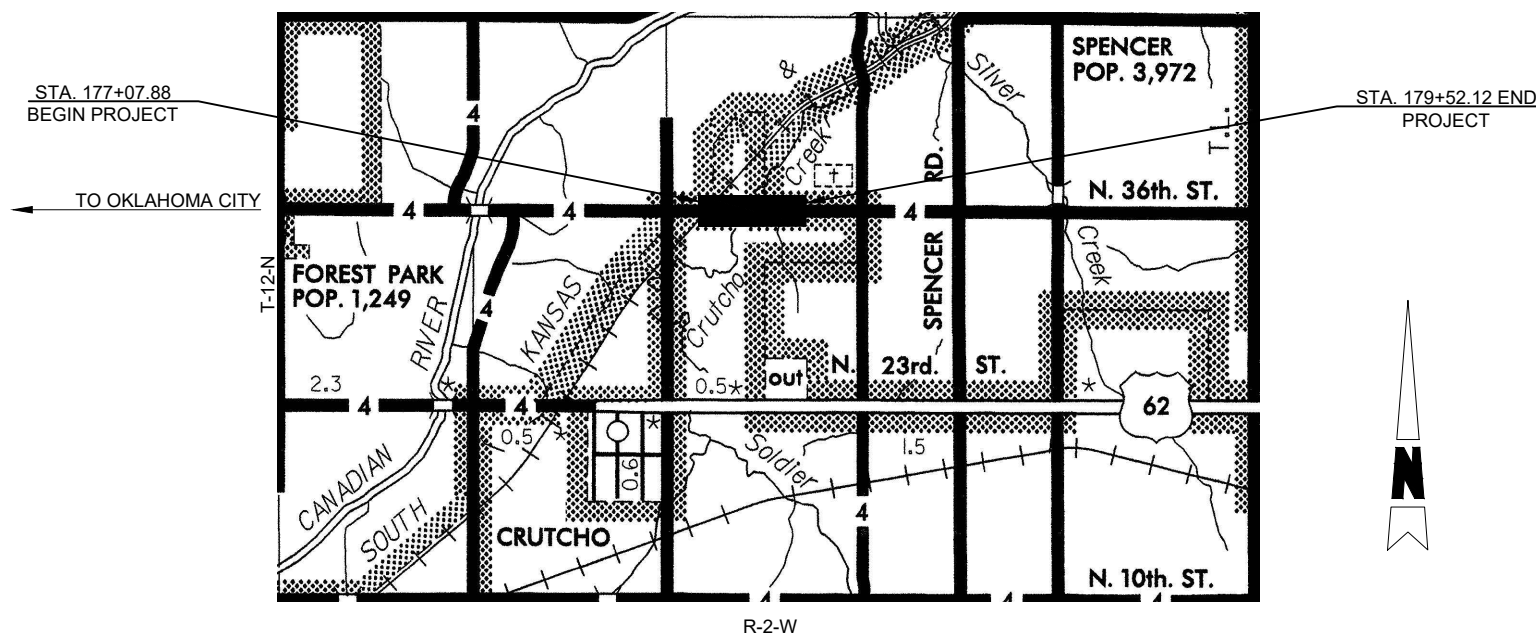 STA. 177+07.88
BEGIN PROJECT
STA. 179+52.12 END
PROJECT
TO OKLAHOMA CITY
T-12-N
SPENCER
POP. 3,972
T.L.
Silver
Creek
&
Creek
4
N. 36th. ST.
4
4
4
FOREST PARK
POP. 1,249
4
RIVER
KANSAS
Crutcho
SPENCER RD.
2.3
*
0.5*
out
N. 23rd. ST.
*
4
4
62
0.5
*
*
0.6
Soldier
1.5
CANADIAN
SOUTH
CRUTCHO
4
N. 10th. ST.
4
4
4
R-2-W
N